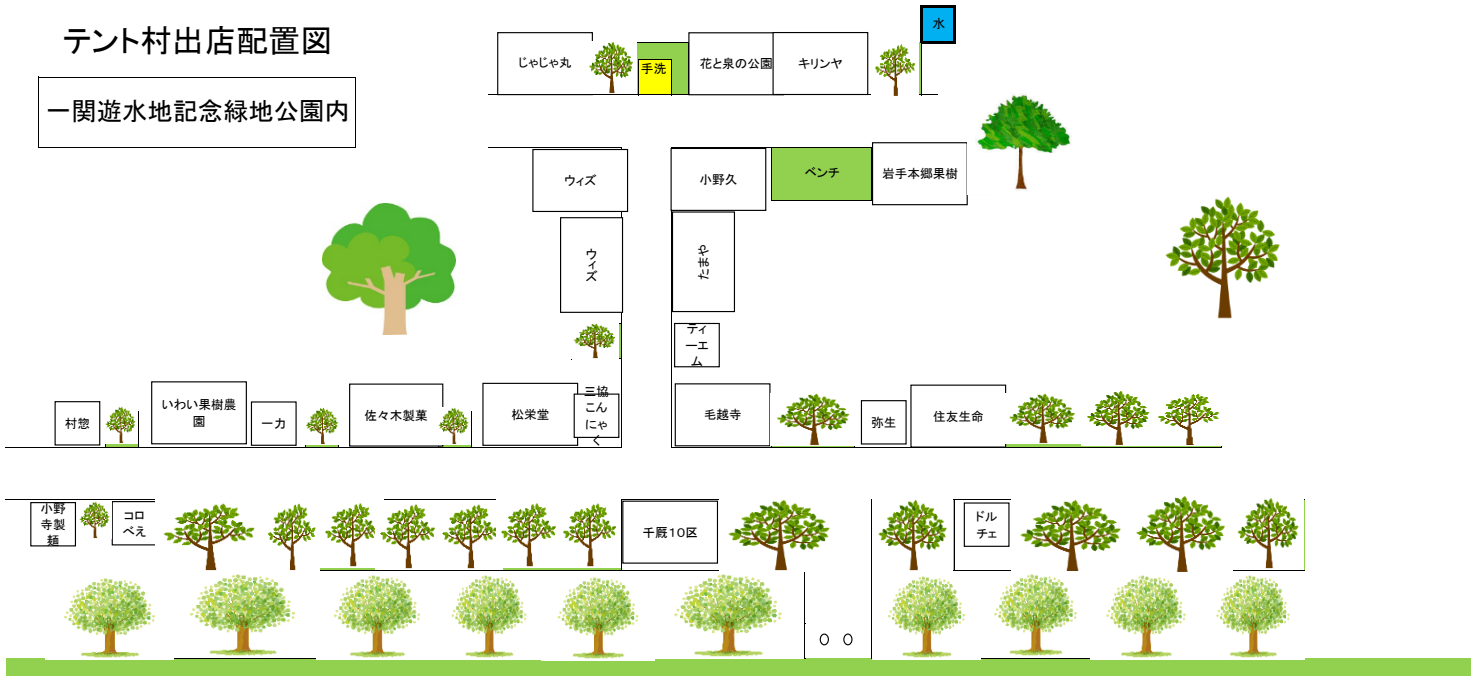 テント村出店配置図
一関遊水地記念緑地公園内
水
じゃじゃ丸
手洗
花と泉の公園
キリンヤ
ウィズ
小野久
ベンチ
岩手本郷果樹
ウィズ
たまや
ティ
ーエ
ム
村惣
いわい果樹農
園
一力
佐々木製菓
松栄堂
三協
こん
にゃ
く
毛越寺
弥生
住友生命
小野
寺製
麺
コロ
べえ
千厩10区
ドル
チェ